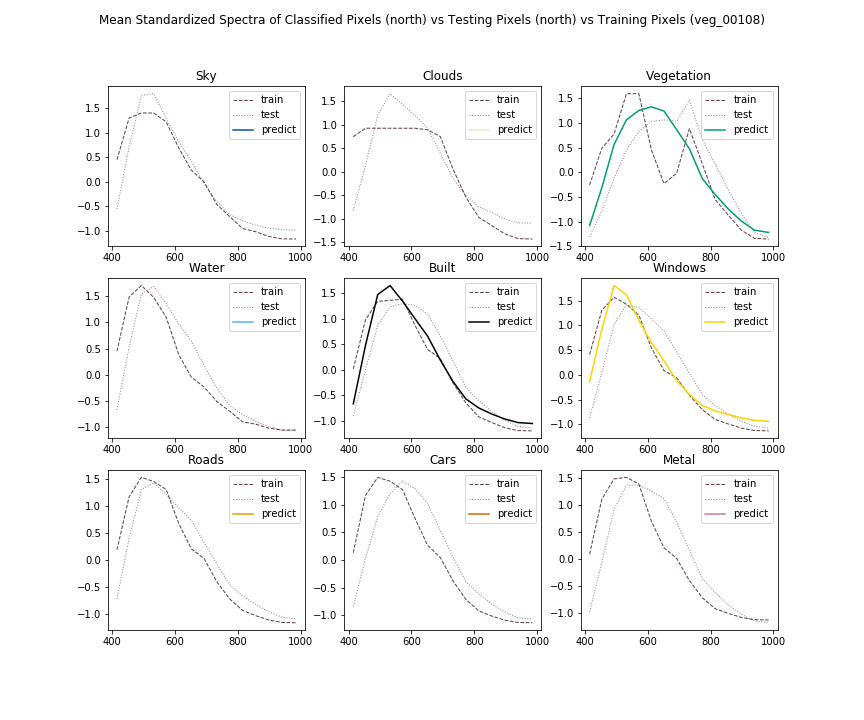 Mean Standardized Spectra of Classified Pixels (north) vs Testing Pixels (north) vs Training Pixels (veg_00108)
Sky
Clouds
Vegetation
train
test
predict
train
test
predict
train
test
predict
1.5
1.0
0.5
0.0
−0.5
−1.0
1.5
1.0
0.5
0.0
−0.5
−1.0
−1.5
1.5
1.0
0.5
0.0
−0.5
−1.0
−1.5
400 600 800 1000
400 600 800 1000
400 600 800 1000
Water
Built
Windows
train
test
predict
train
test
predict
train
test
predict
1.5
1.0
0.5
0.0
−0.5
−1.0
1.5
1.0
0.5
0.0
−0.5
−1.0
1.5
1.0
0.5
0.0
−0.5
−1.0
400 600 800 1000
400 600 800 1000
400 600 800 1000
Roads
Cars
Metal
train
test
predict
train
test
predict
train
test
predict
1.5
1.0
0.5
0.0
−0.5
−1.0
1.5
1.0
0.5
0.0
−0.5
−1.0
1.5
1.0
0.5
0.0
−0.5
−1.0
400 600 800 1000
400 600 800 1000
400 600 800 1000